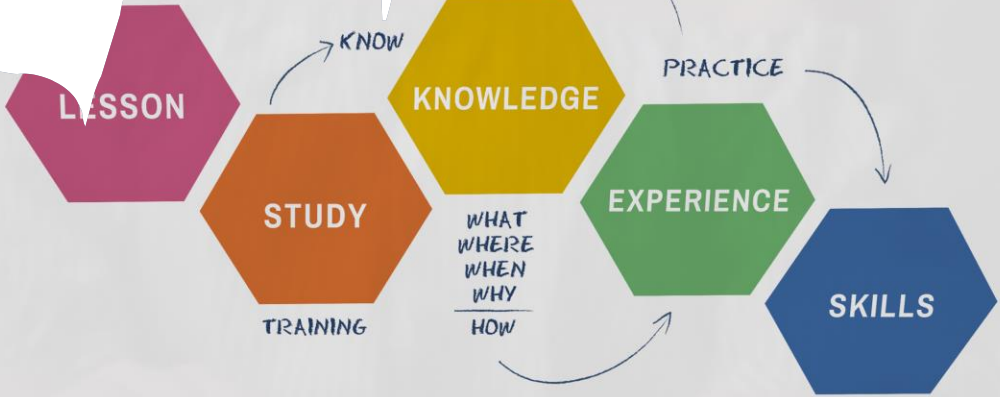 LESSON
KNOW
KNOWLEDGE
PRACTICE
STUDY
EXPERIENCE
WHAT
WHERE
WHEN
WHY
HOW
TRAINING
SKILLS